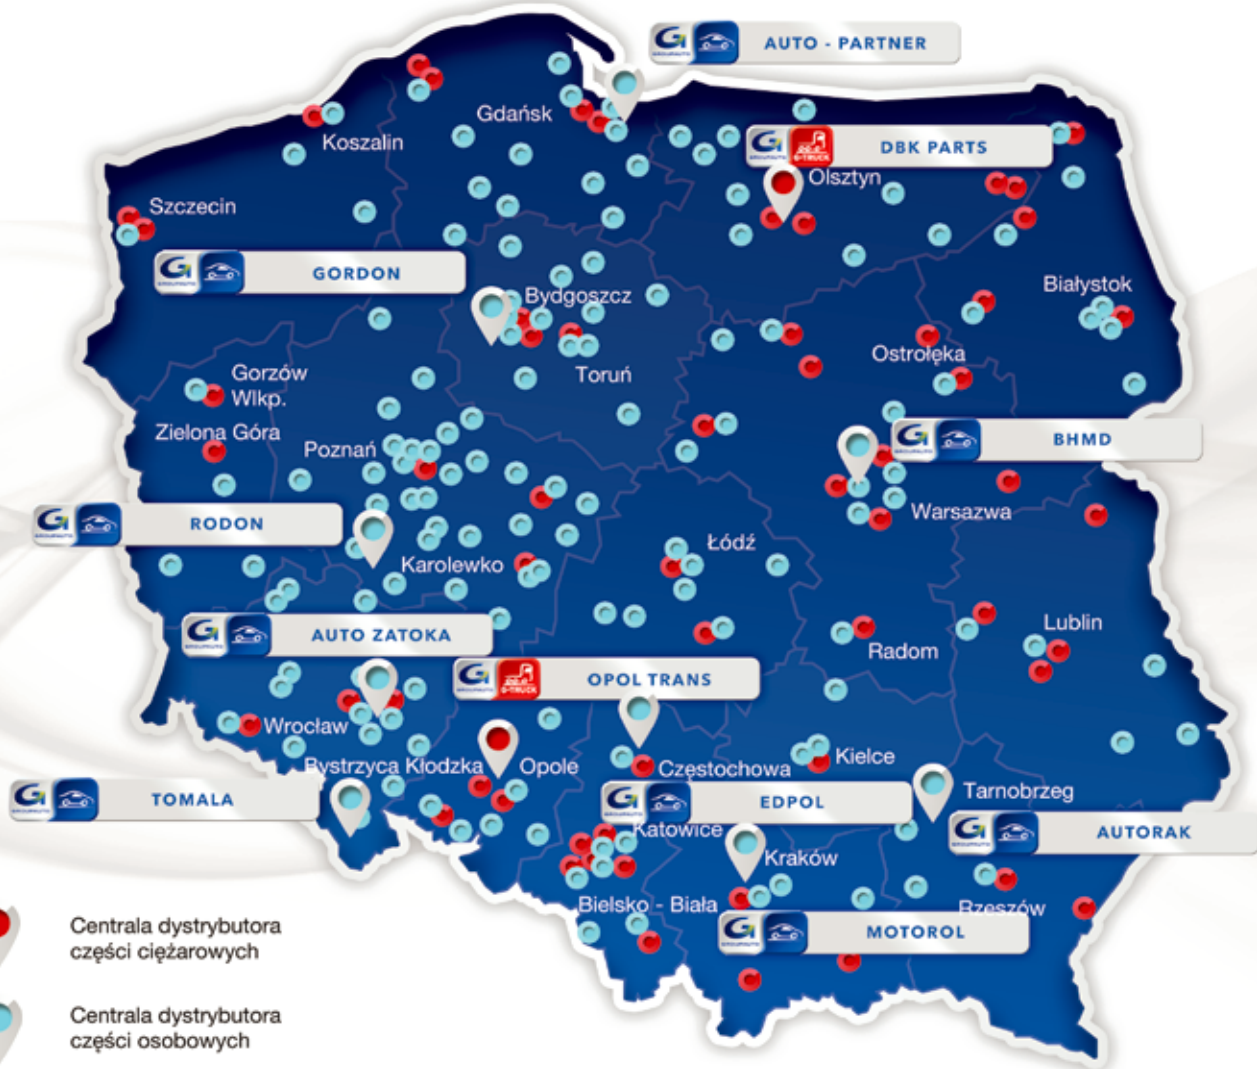 AUTO - PARTNER
Gdańsk
Koszalin
DBK PARTS
Olsztyn
Szczecin
GORDON
Bydgoszcz
Białystok
Ostrołęka
Gorzów
Wlkp.
Toruń
Zielona Góra
Poznań
BHMD
RODON
Warsazwa
Łódź
Karolewko
AUTO ZATOKA
Lublin
Radom
OPOL TRANS
Wrocław
Bystrzyca Kłodzka
Opole
Częstochowa
Kielce
TOMALA
EDPOL
Tarnobrzeg
Katowice
AUTORAK
Kraków
Bielsko - Biała
Rzeszów
MOTOROL
Centrala dystrybutora
części ciężarowych
Centrala dystrybutora
części osobowych